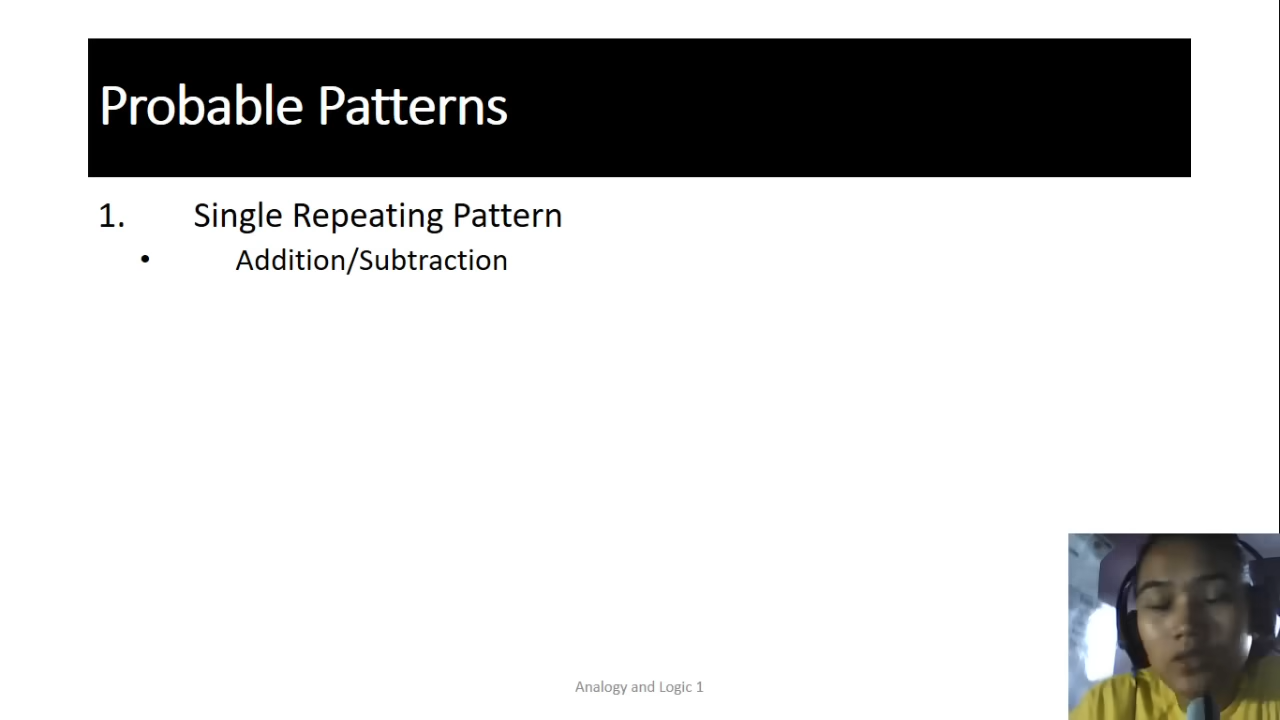 Probable Patterns
1. Single Repeating Pattern
• Addition/Subtraction
Analogy and Logic 1